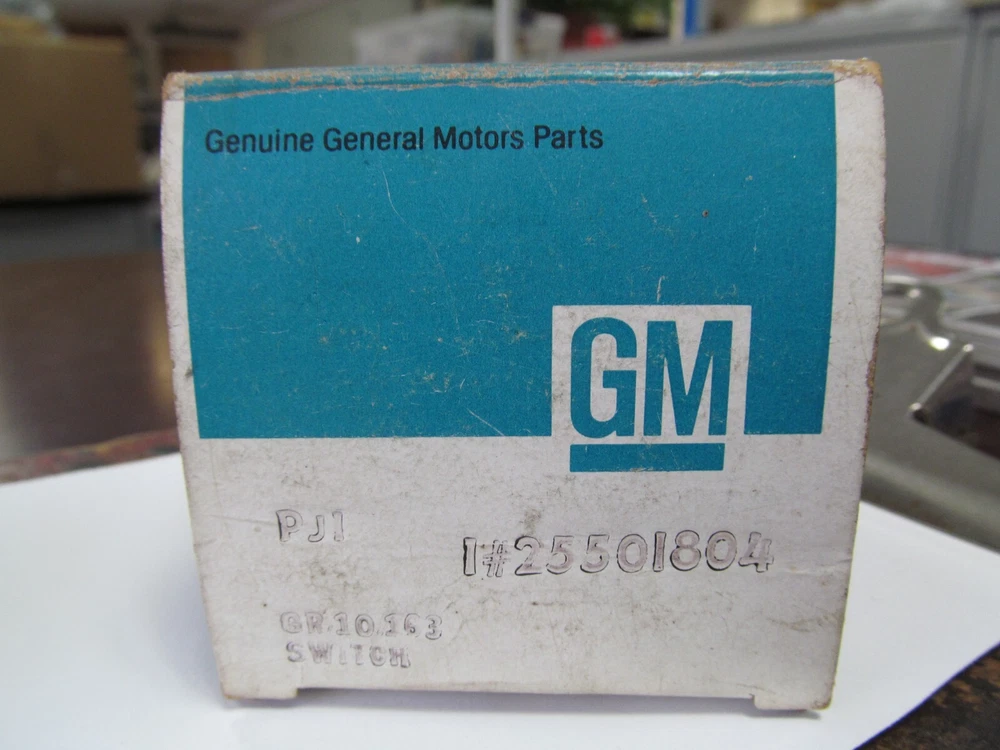 Genuine General Motors Parts
GM
PJ1
1#25501804
GR.10.163
SWITCH